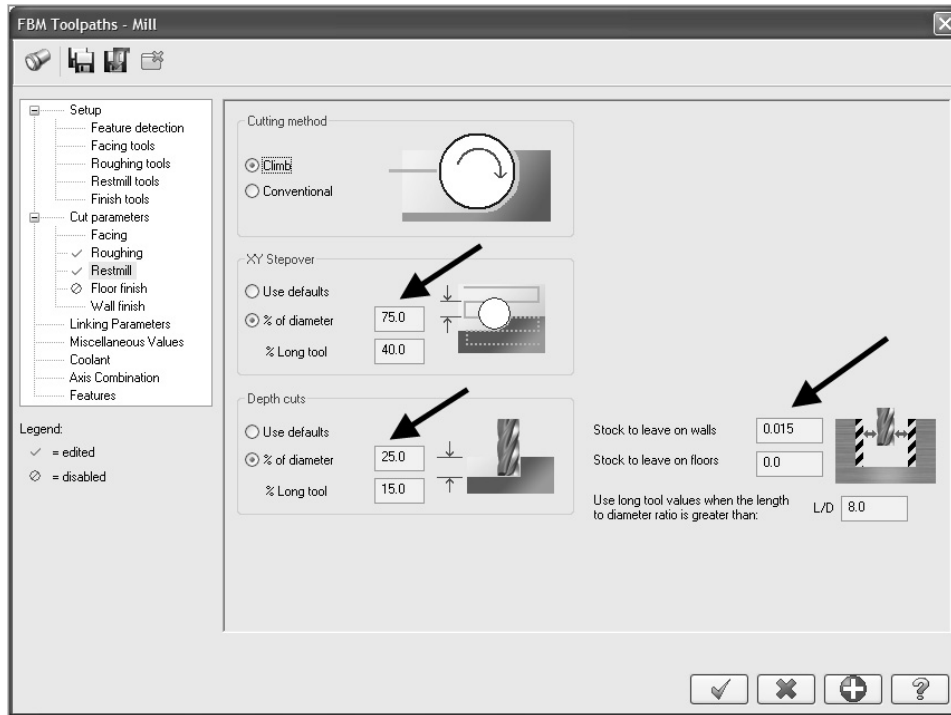 FBM Toolpaths - Mill
Setup
Feature detection
Facing tools
Roughing tools
Restmill tools
Finish tools
Cut parameters
Facing
Roughing
Restmill
Floor finish
Wall finish
Linking Parameters
Miscellaneous Values
Coolant
Axis Combination
Features
Legend:
= edited
= disabled
Cutting method
Climb
Conventional
XY Stepover
Use defaults
% of diameter 75.0
% Long tool 40.0
Depth cuts
Use defaults
% of diameter 25.0
% Long tool 15.0
Stock to leave on walls 0.015
Stock to leave on floors 0.0
Use long tool values when the length
to diameter ratio is greater than: L/D 8.0